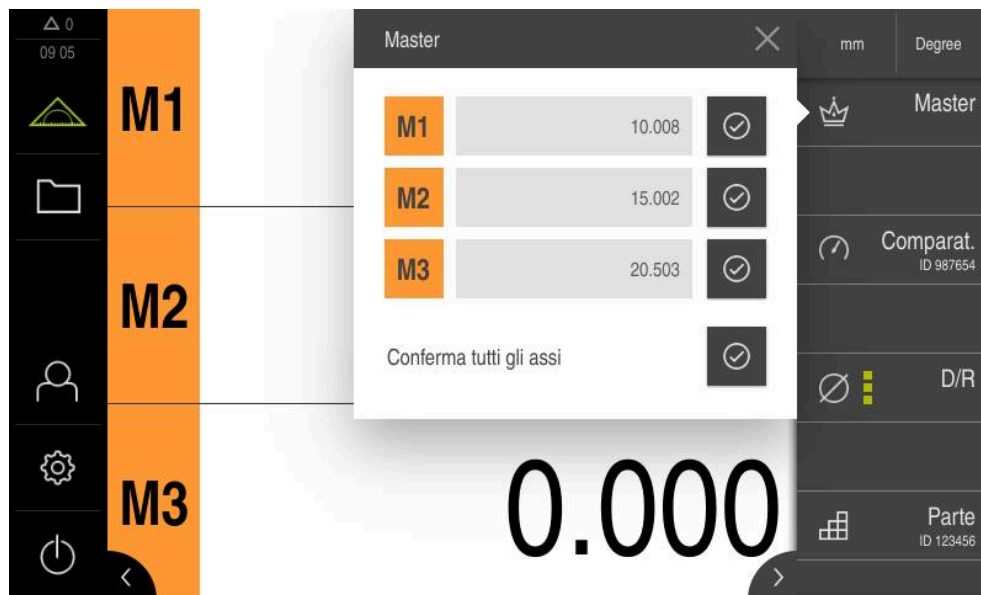 0
09 05
M1
M2
M3
0.000
Master
M1 10.008
M2 15.002
M3 20.503
Conferma tutti gli assi
mm Degree
Master
Comparat.
ID 987654
D/R
Parte
ID 123456